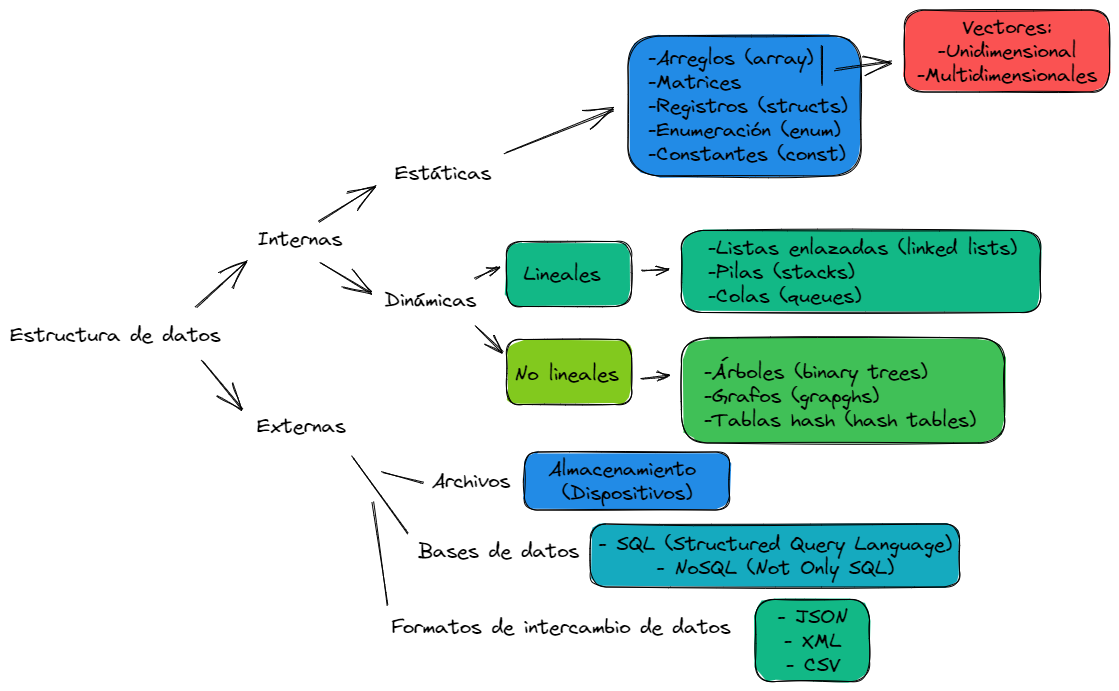 Vectores:
-Unidimensional
-Multidimensionales
-Arreglos (array)
-Matrices
-Registros (structs)
-Enumeración (enum)
-Constantes (const)
Estáticas
Internas
Dinámicas
Lineales
-Listas enlazadas (linked lists)
-Pilas (stacks)
-Colas (queues)
Estructura de datos
No lineales
-Árboles (binary trees)
-Grafos (grapghs)
-Tablas hash (hash tables)
Externas
Archivos
Almacenamiento
(Dispositivos)
Bases de datos
- SQL (Structured Query Language)
- NoSQL (Not Only SQL)
Formatos de intercambio de datos
- JSON
- XML
- CSV